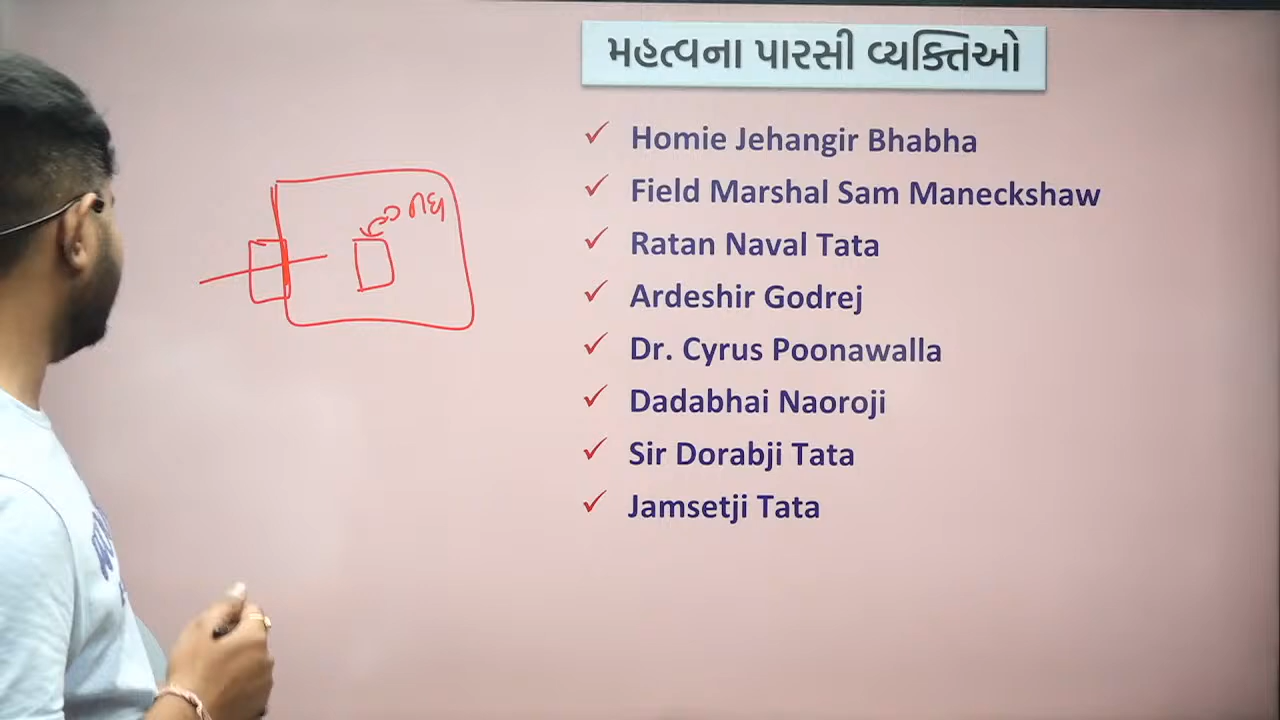 મહત્વના પારસી વ્યક્તિઓ
Homie Jehangir Bhabha
Field Marshal Sam Maneckshaw
Ratan Naval Tata
Ardeshir Godrej
Dr. Cyrus Poonawalla
Dadabhai Naoroji
Sir Dorabji Tata
Jamsetji Tata